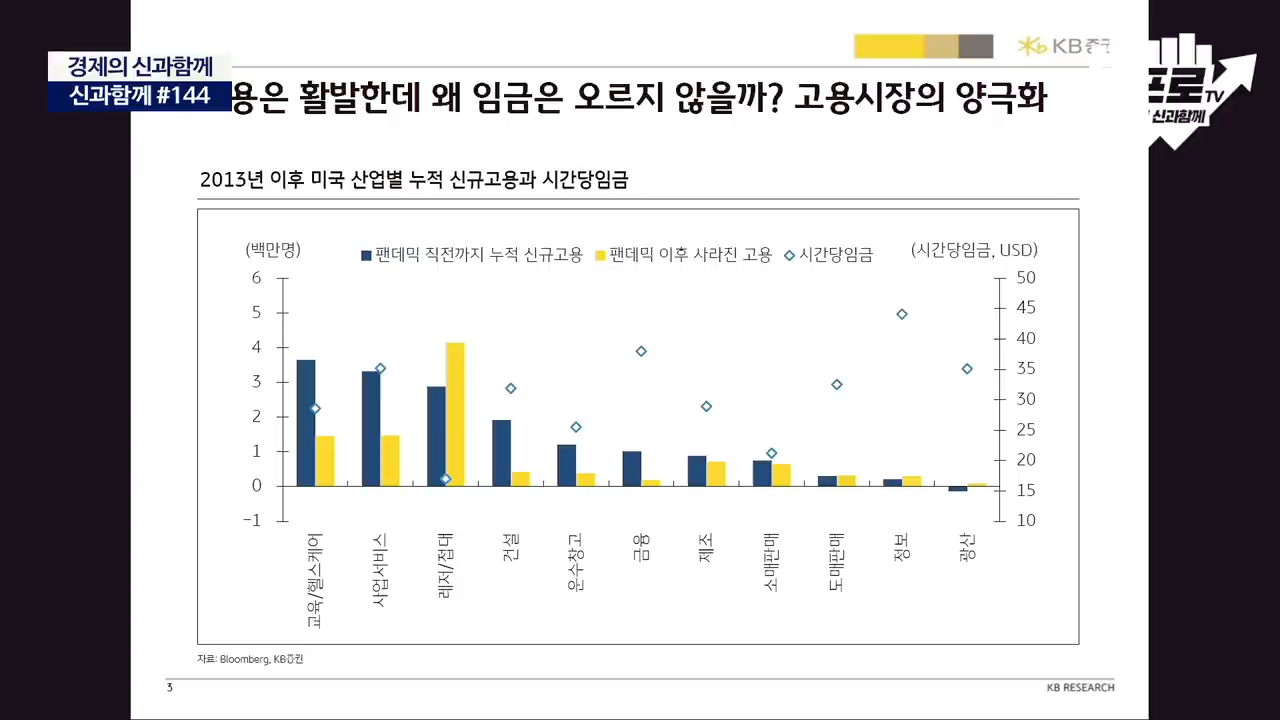 경제의 신과함께
신과함께 #144
KB증
프로TV
신과함께
용은 활발한데 왜 임금은 오르지 않을까? 고용시장의 양극화
2013년 이후 미국 산업별 누적 신규고용과 시간당임금
(백만명)
팬데믹 직전까지 누적 신규고용 팬데믹 이후 사라진 고용 시간당임금
(시간당임금, USD)
6
5
4
3
2
1
0
-1
50
45
40
35
30
25
20
15
10
교육/헬스케어
사업서비스
레저/접대
건설
운수창고
금융
제조
소매판매
도매판매
정보
광산
자료: Bloomberg, KB증권
3
KB RESEARCH